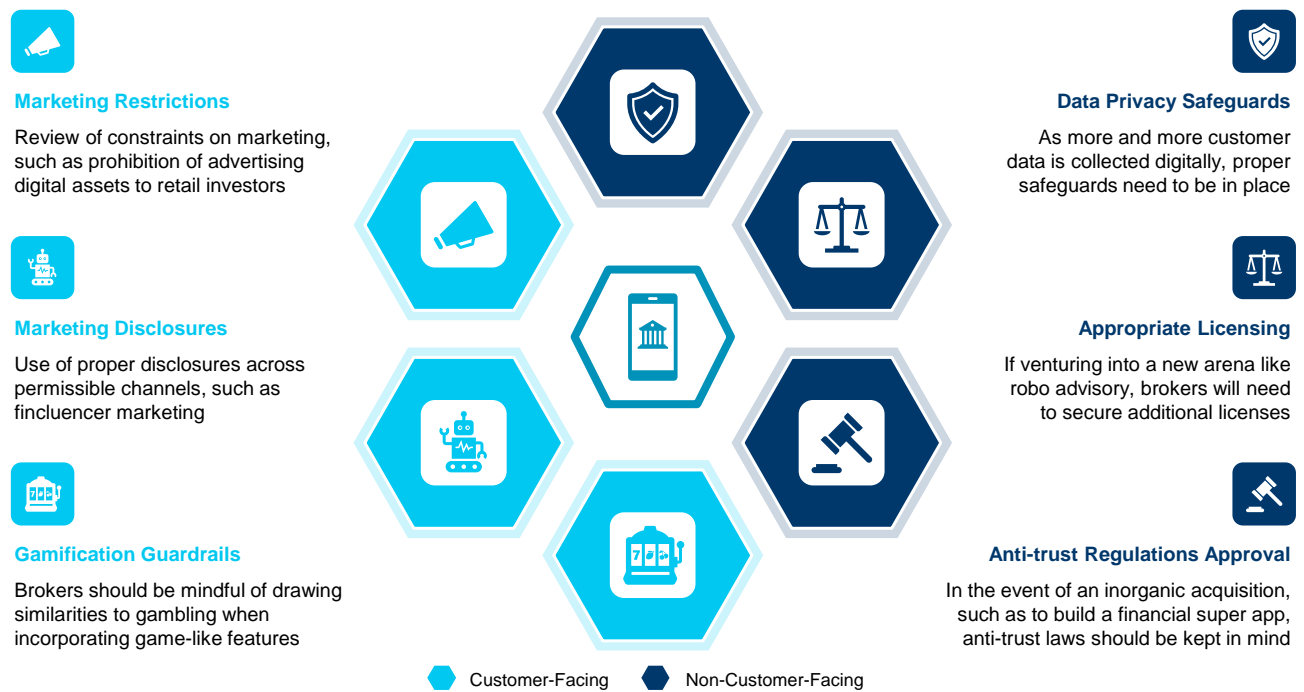 Marketing Restrictions
Review of constraints on marketing,
such as prohibition of advertising
digital assets to retail investors
Marketing Disclosures
Use of proper disclosures across
permissible channels, such as
fincluencer marketing
Gamification Guardrails
Brokers should be mindful of drawing
similarities to gambling when
incorporating game-like features
Data Privacy Safeguards
As more and more customer
data is collected digitally, proper
safeguards need to be in place
Appropriate Licensing
If venturing into a new arena like
robo advisory, brokers will need
to secure additional licenses
Anti-trust Regulations Approval
In the event of an inorganic acquisition,
such as to build a financial super app,
anti-trust laws should be kept in mind
Customer-Facing
Non-Customer-Facing